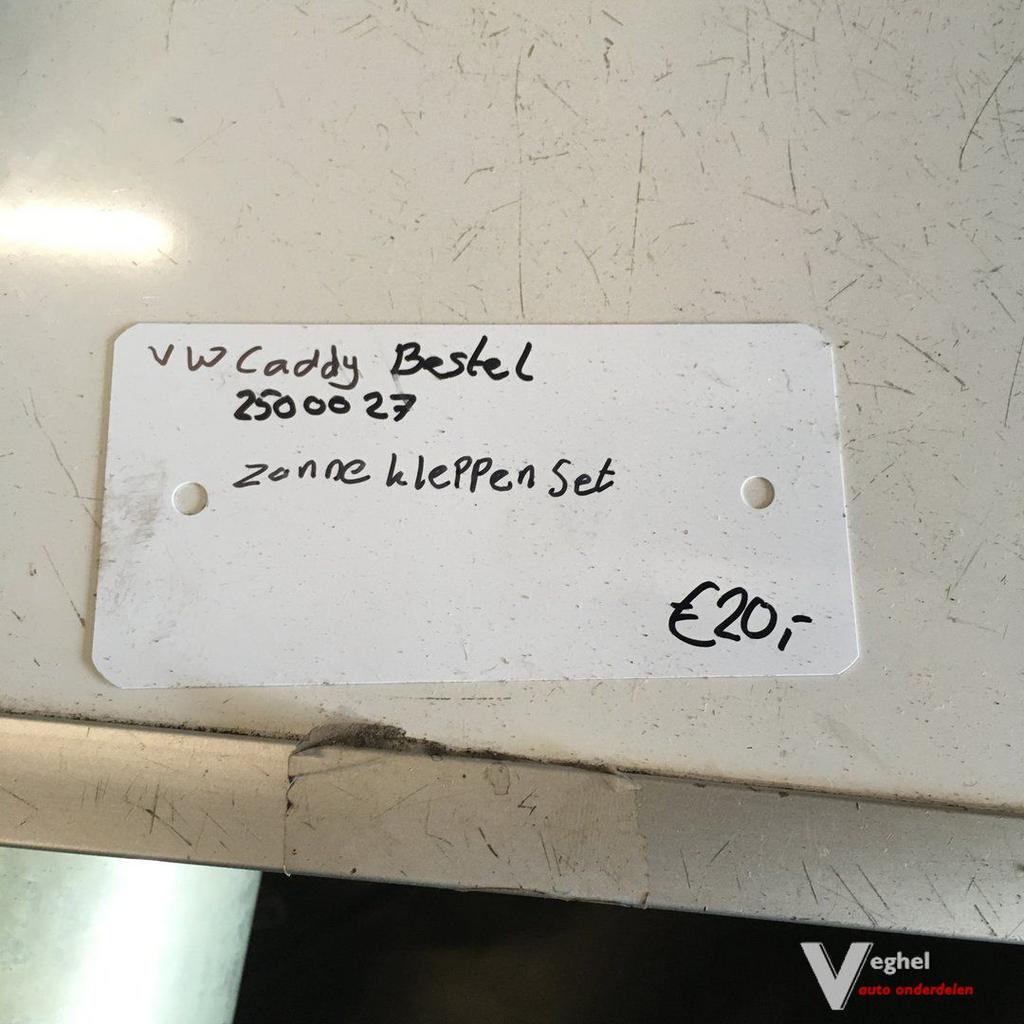 VW Caddy Bestel
2500027
zonnekleppen set
€20,-
Veghel
auto onderdelen